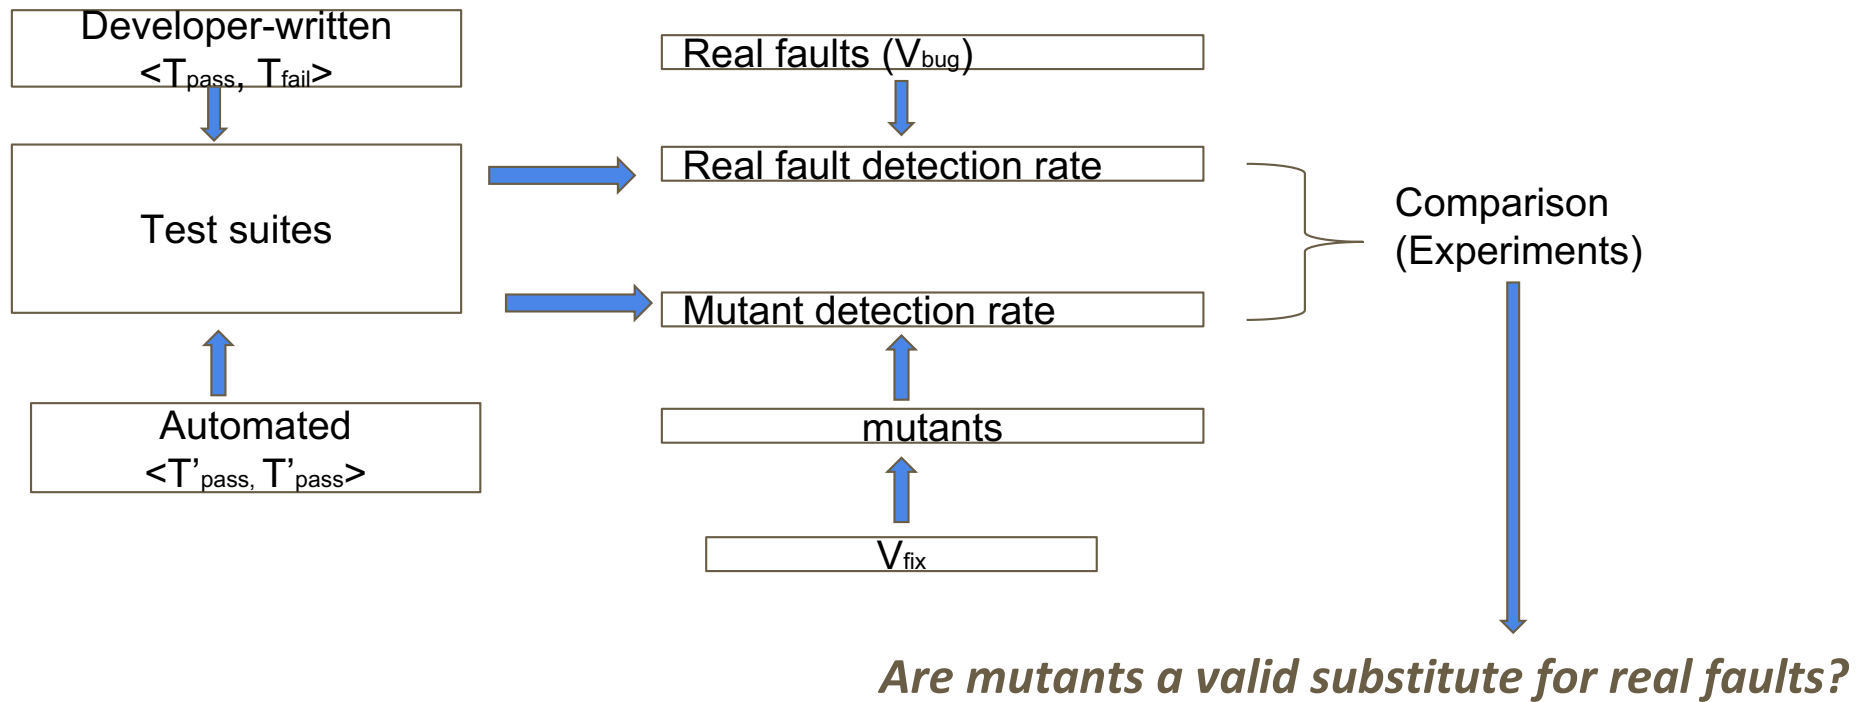 Developer-written
<Tpass, Tfail>
Test suites
Automated
<T’pass, T’pass>
Real faults (Vbug)
Real fault detection rate
Mutant detection rate
mutants
Vfix
Comparison
(Experiments)
Are mutants a valid substitute for real faults?